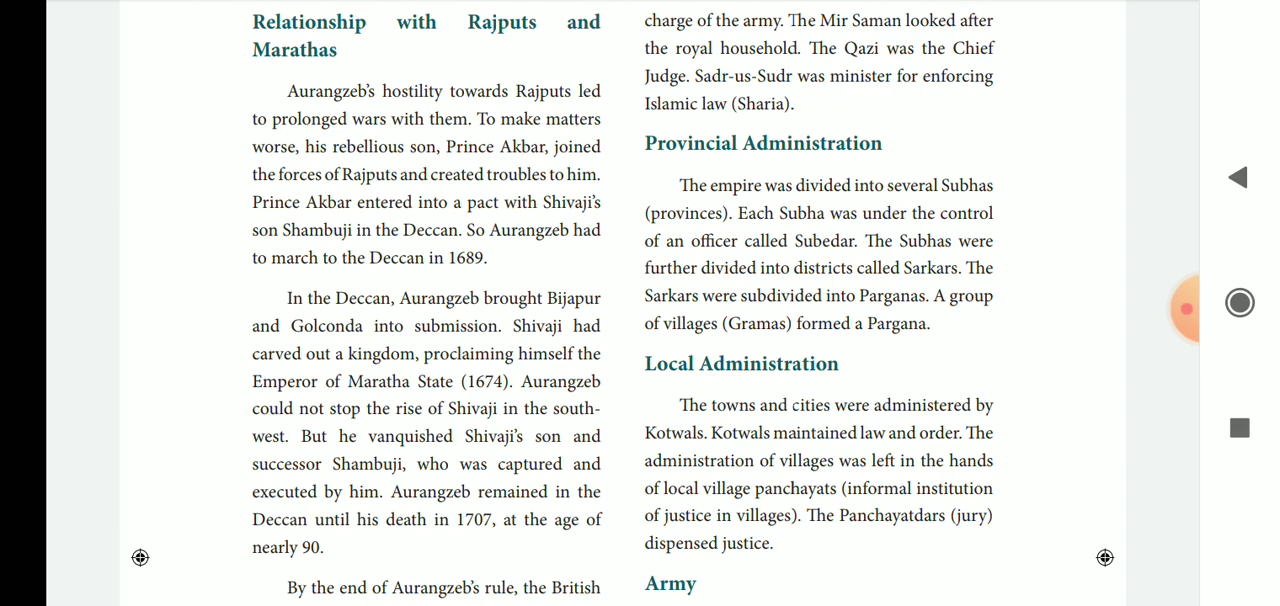 Relationship with Rajputs and
Marathas
Aurangzeb's hostility towards Rajputs led
to prolonged wars with them. To make matters
worse, his rebellious son, Prince Akbar, joined
the forces of Rajputs and created troubles to him.
Prince Akbar entered into a pact with Shivaji's
son Shambuji in the Deccan. So Aurangzeb had
to march to the Deccan in 1689.
In the Deccan, Aurangzeb brought Bijapur
and Golconda into submission. Shivaji had
carved out a kingdom, proclaiming himself the
Emperor of Maratha State (1674). Aurangzeb
could not stop the rise of Shivaji in the south-
west. But he vanquished Shivaji's son and
successor Shambuji, who was captured and
executed by him. Aurangzeb remained in the
Deccan until his death in 1707, at the age of
nearly 90.
By the end of Aurangzeb's rule, the British
charge of the army. The Mir Saman looked after
the royal household. The Qazi was the Chief
Judge. Sadr-us-Sudr was minister for enforcing
Islamic law (Sharia).
Provincial Administration
The empire was divided into several Subhas
(provinces). Each Subha was under the control
of an officer called Subedar. The Subhas were
further divided into districts called Sarkars. The
Sarkars were subdivided into Parganas. A group
of villages (Gramas) formed a Pargana.
Local Administration
The towns and cities were administered by
Kotwals. Kotwals maintained law and order. The
administration of villages was left in the hands
of local village panchayats (informal institution
of justice in villages). The Panchayatdars (jury)
dispensed justice.
Army